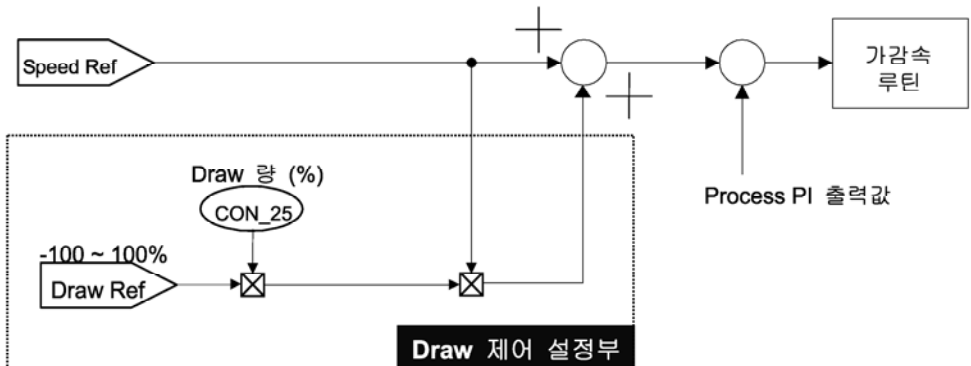 Speed Ref
가감속
루틴
Process PI 출력값
Draw 량 (%)
CON_25
-100 ~ 100%
Draw Ref
Draw 제어 설정부